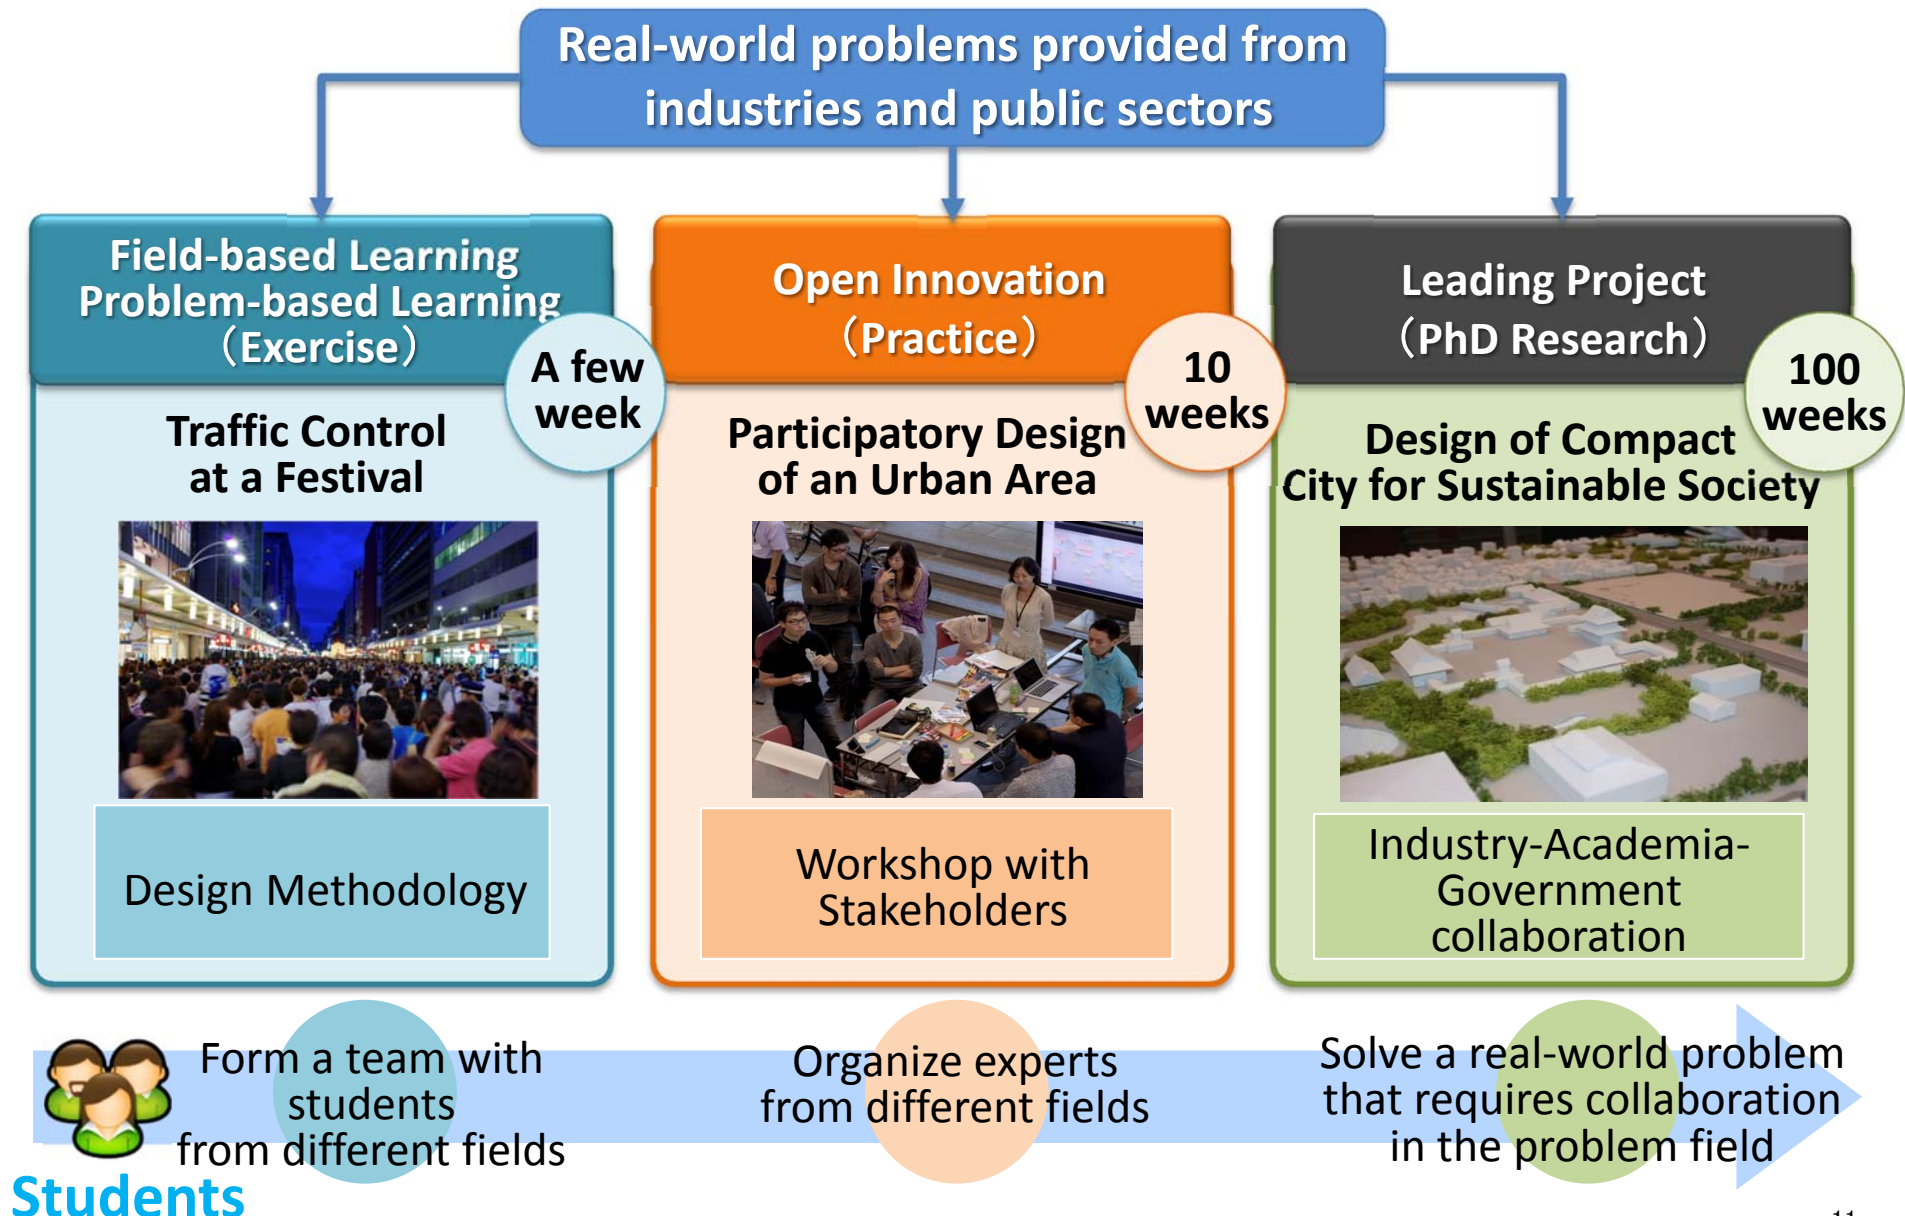 Real-world problems provided from
industries and public sectors
Field-based Learning
Problem-based Learning
（Exercise）
A few
week
Traffic Control
at a Festival
Design Methodology
Open Innovation
（Practice）
10
weeks
Participatory Design
of an Urban Area
Workshop with
Stakeholders
Leading Project
（PhD Research）
100
weeks
Design of Compact
City for Sustainable Society
Industry-Academia-
Government
collaboration
Form a team with
students
from different fields
Organize experts
from different fields
Solve a real-world problem
that requires collaboration
in the problem field
Students